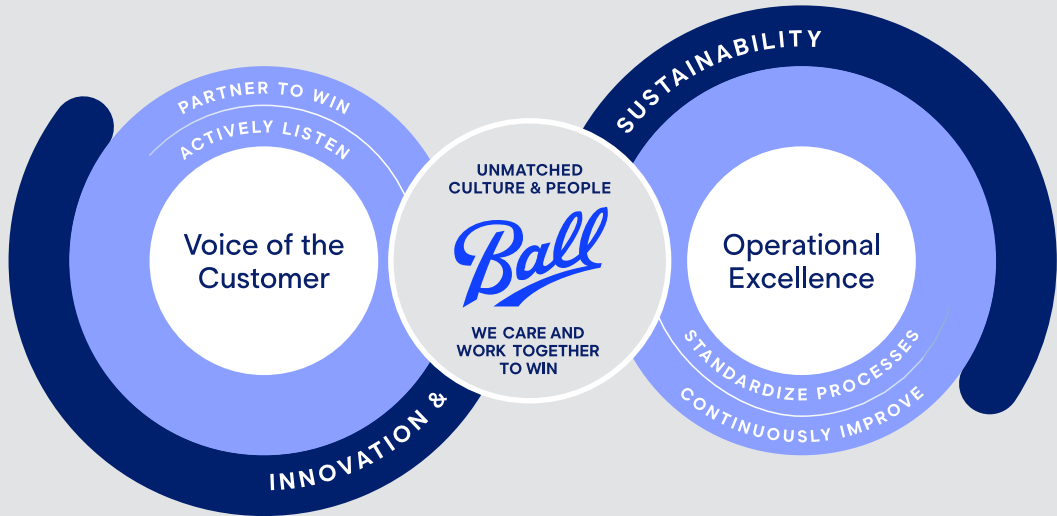 PARTNER TO WIN
ACTIVELY LISTEN
Voice of the
Customer
INNOVATION &
UNMATCHED
CULTURE & PEOPLE
Ball
WE CARE AND
WORK TOGETHER
TO WIN
SUSTAINABILITY
Operational
Excellence
STANDARDIZE PROCESSES
CONTINUOUSLY IMPROVE